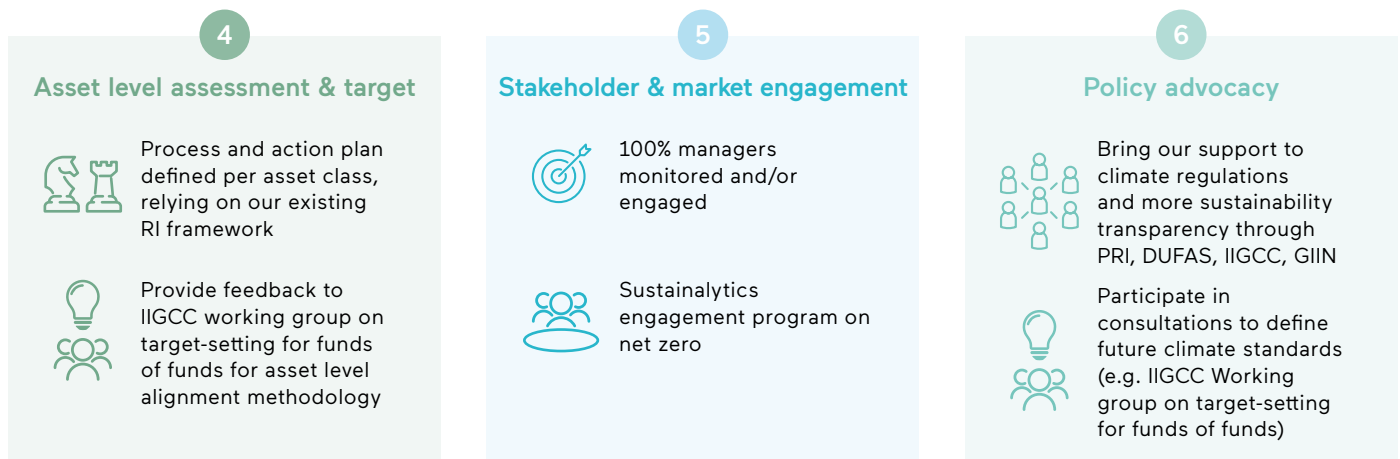 4
Asset level assessment & target
Process and action plan
defined per asset class,
relying on our existing
RI framework
Provide feedback to
IIGCC working group on
target-setting for funds
of funds for asset level
alignment methodology
5
Stakeholder & market engagement
100% managers
monitored and/or
engaged
Sustainalytics
engagement program on
net zero
6
Policy advocacy
Bring our support to
climate regulations
and more sustainability
transparency through
PRI, DUFAS, IIGCC, GIIN
Participate in
consultations to define
future climate standards
(e.g. IIGCC Working
group on target-setting
for funds of funds)